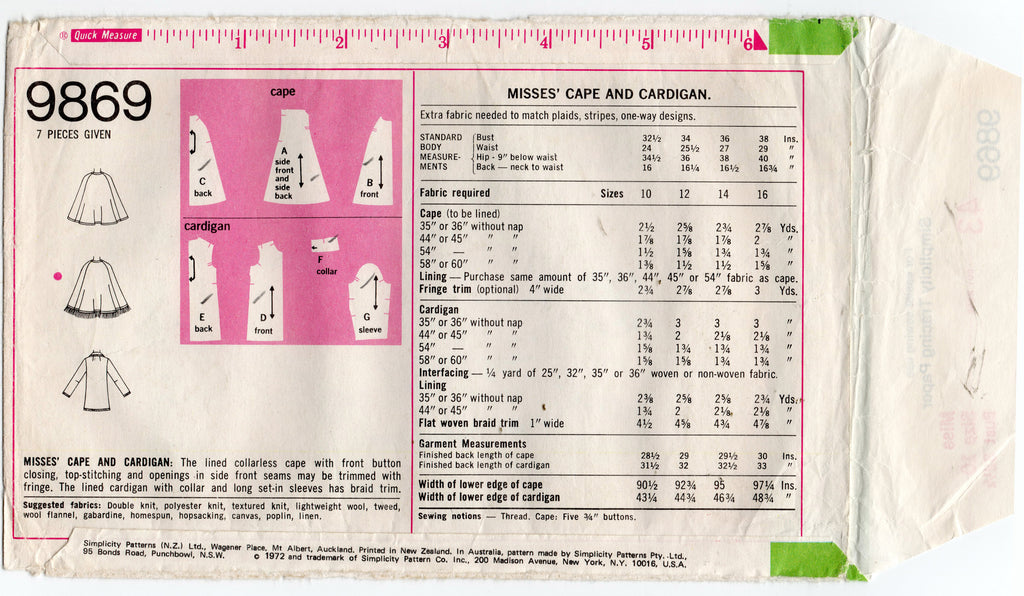 ® Quick Measure 1 2 3 4 5 6
9869
7 PIECES GIVEN
cape
C
back
A
side
front
and
side
back
B
front
cardigan
E
back
D
front
F
collar
G
sleeve
MISSES' CAPE AND CARDIGAN: The lined collarless cape with front button
closing, top-stitching and openings in side front seams may be trimmed with
fringe. The lined cardigan with collar and long set-in sleeves has braid trim.
Suggested fabrics: Double knit, polyester knit, textured knit, lightweight wool, tweed,
wool flannel, gabardine, homespun, hopsacking, canvas, poplin, linen.
MISSES' CAPE AND CARDIGAN.
Extra fabric needed to match plaids, stripes, one-way designs.
STANDARD Bust 32½ 34 36 38 Ins.
BODY Waist 24 25½ 27 29 "
MEASURE- Hip - 9" below waist 34½ 36 38 40 "
MENTS Back — neck to waist 16 16¼ 16½ 16¾ "
Fabric required Sizes 10 12 14 16
Cape (to be lined)
35" or 36" without nap 2½ 2⅝ 2¾ 2⅞ Yds.
44" or 45" " " 1⅞ 1⅞ 1⅞ 2 "
54" — " " 1½ 1⅝ 1¾ 1¾ "
58" or 60" " " 1⅜ 1½ 1½ 1⅝ "
Lining — Purchase same amount of 35", 36", 44", 45" or 54" fabric as cape.
Fringe trim (optional) 4" wide 2¾ 2⅞ 2⅞ 3 Yds.
Cardigan
35" or 36" without nap 2¾ 3 3 3 "
44" or 45" " " 1¾ 2 2⅛ 2⅛ "
54" — " " 1⅝ 1¾ 1¾ 1¾ "
58" or 60" " " 1⅝ 1⅝ 1¾ 1¾ "
Interfacing — ¼ yard of 25", 32", 35" or 36" woven or non-woven fabric.
Lining
35" or 36" without nap 2⅜ 2⅝ 2⅝ 2¾ Yds.
44" or 45" " " 1¾ 2 2⅛ 2⅛ "
Flat woven braid trim 1" wide 4½ 4⅝ 4¾ 4⅞ "
Garment Measurements
Finished back length of cape 28½ 29 29½ 30 Ins.
Finished back length of cardigan 31½ 32 32½ 33 "
Width of lower edge of cape 90½ 92¾ 95 97¼ Ins.
Width of lower edge of cardigan 43¼ 44¾ 46¾ 48¾ "
Sewing notions — Thread. Cape: Five ¾" buttons.
Simplicity Patterns (N.Z.) Ltd., Waganer Place, Mt Albert, Auckland. Printed in New Zealand. In Australia, pattern made by Simplicity Patterns Pty. Ltd.,
95 Bonds Road, Punchbowl, N.S.W. © 1972 and trademark of Simplicity Pattern Co. Inc., 200 Madison Avenue, New York, N.Y. 10016, U.S.A.
9869
Simplicity Tracing Paper